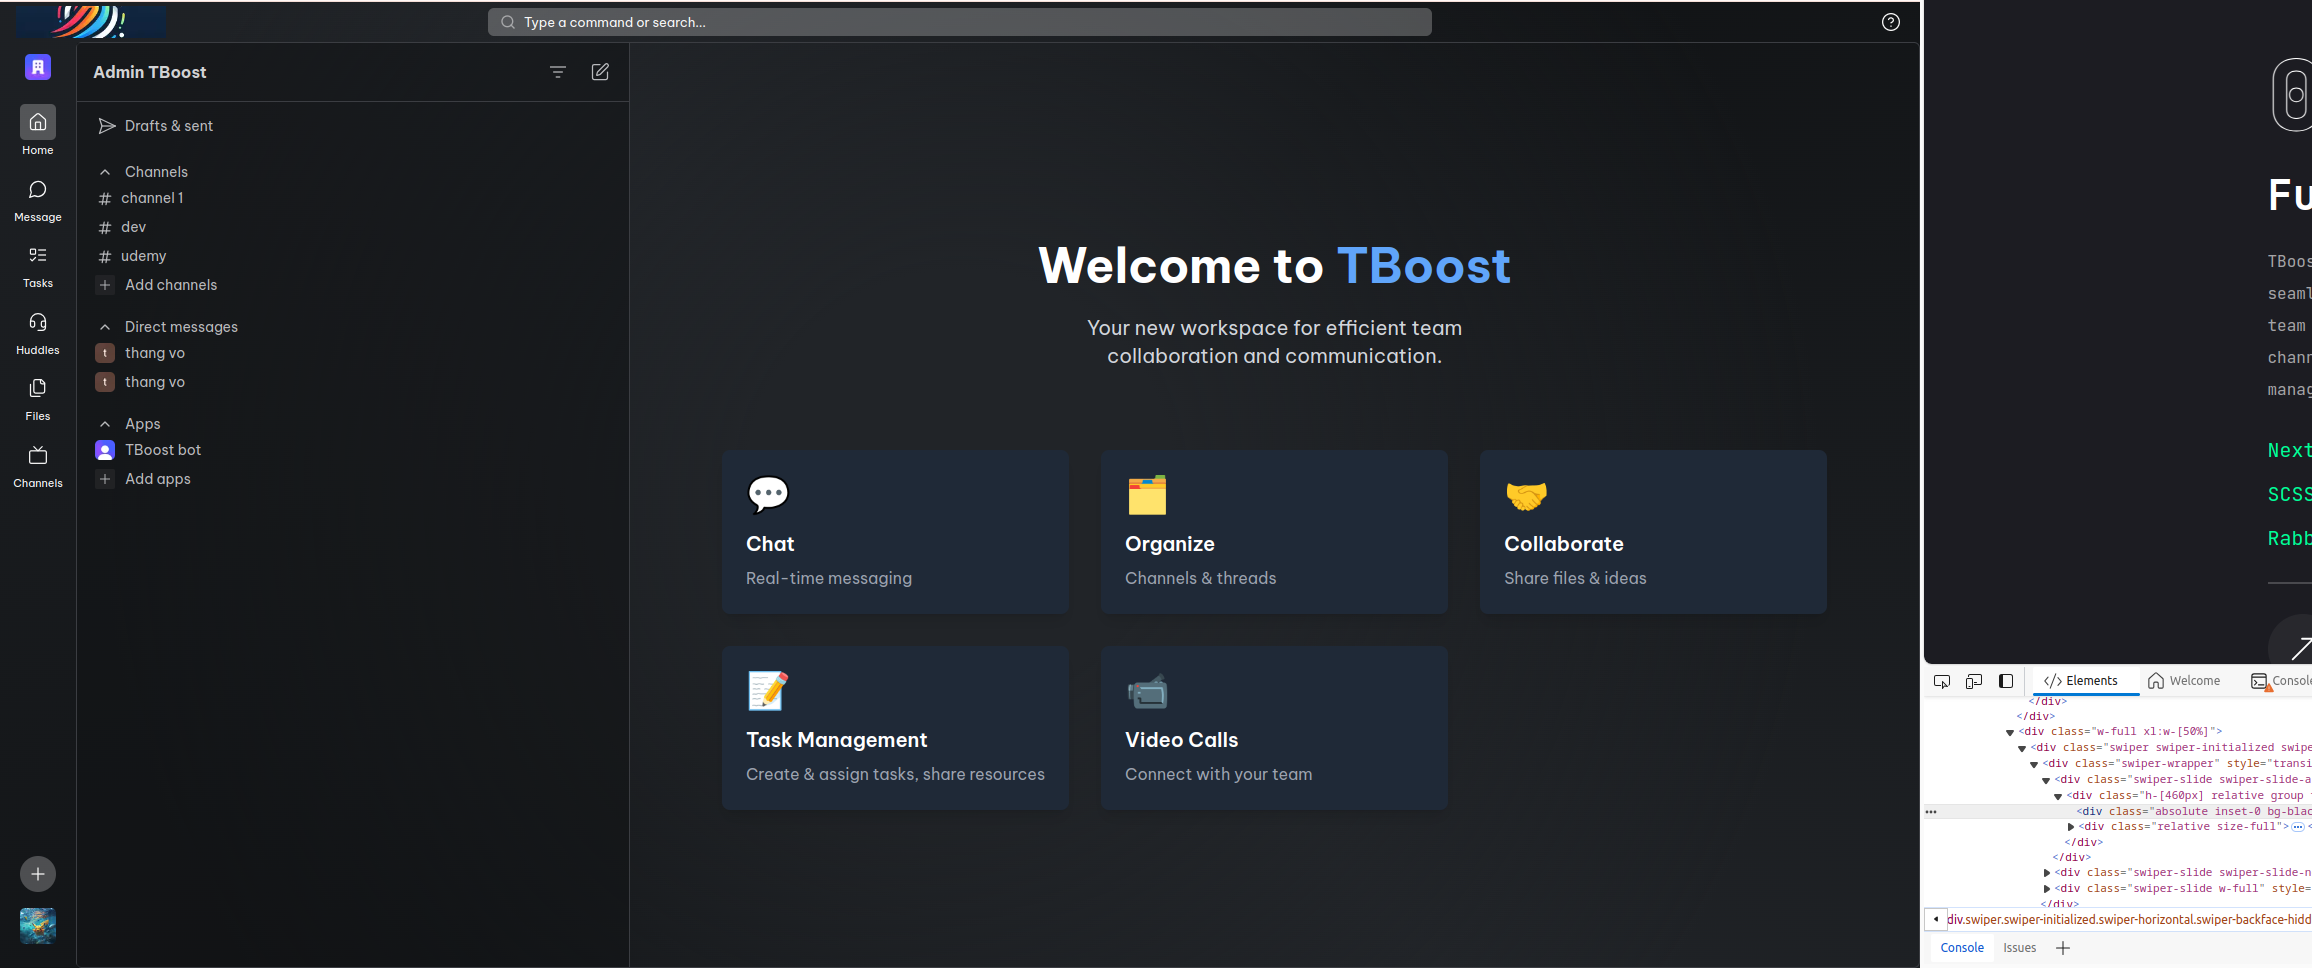 Type a command or search...
Admin TBoost
Home
Message
Tasks
Huddles
Files
Channels
Drafts & sent
Channels
# channel 1
# dev
# udemy
+ Add channels
Direct messages
t thang vo
t thang vo
Apps
TBoost bot
+ Add apps
Welcome to TBoost
Your new workspace for efficient team
collaboration and communication.
Chat
Real-time messaging
Organize
Channels & threads
Collaborate
Share files & ideas
Task Management
Create & assign tasks, share resources
Video Calls
Connect with your team
0
Fu
TBoos
seaml
team
chann
manag
Next
SCSS
Rabb
Elements
Welcome
Consol
</div>
</div>
<div class="w-full xl:w-[50%]">
<div class="swiper swiper-initialized swipe
<div class="swiper-wrapper" style="transi
<div class="swiper-slide swiper-slide-a
<div class="h-[460px] relative group
<div class="absolute inset-0 bg-blac
<div class="relative size-full">
</div>
</div>
<div class="swiper-slide swiper-slide-n
<div class="swiper-slide w-full" style=
</div>
div.swiper.swiper-initialized.swiper-horizontal.swiper-backface-hidd
Console
Issues